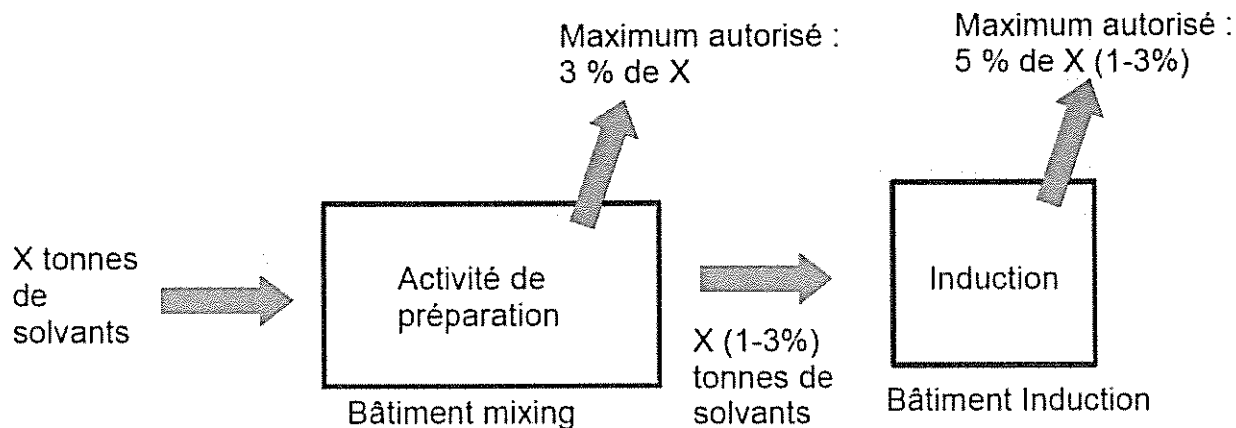 Maximum autorisé :
3 % de X
Maximum autorisé :
5 % de X (1-3%)
X tonnes
de
solvants
Activité de
préparation
Bâtiment mixing
X (1-3%)
tonnes de
solvants
Induction
Bâtiment Induction